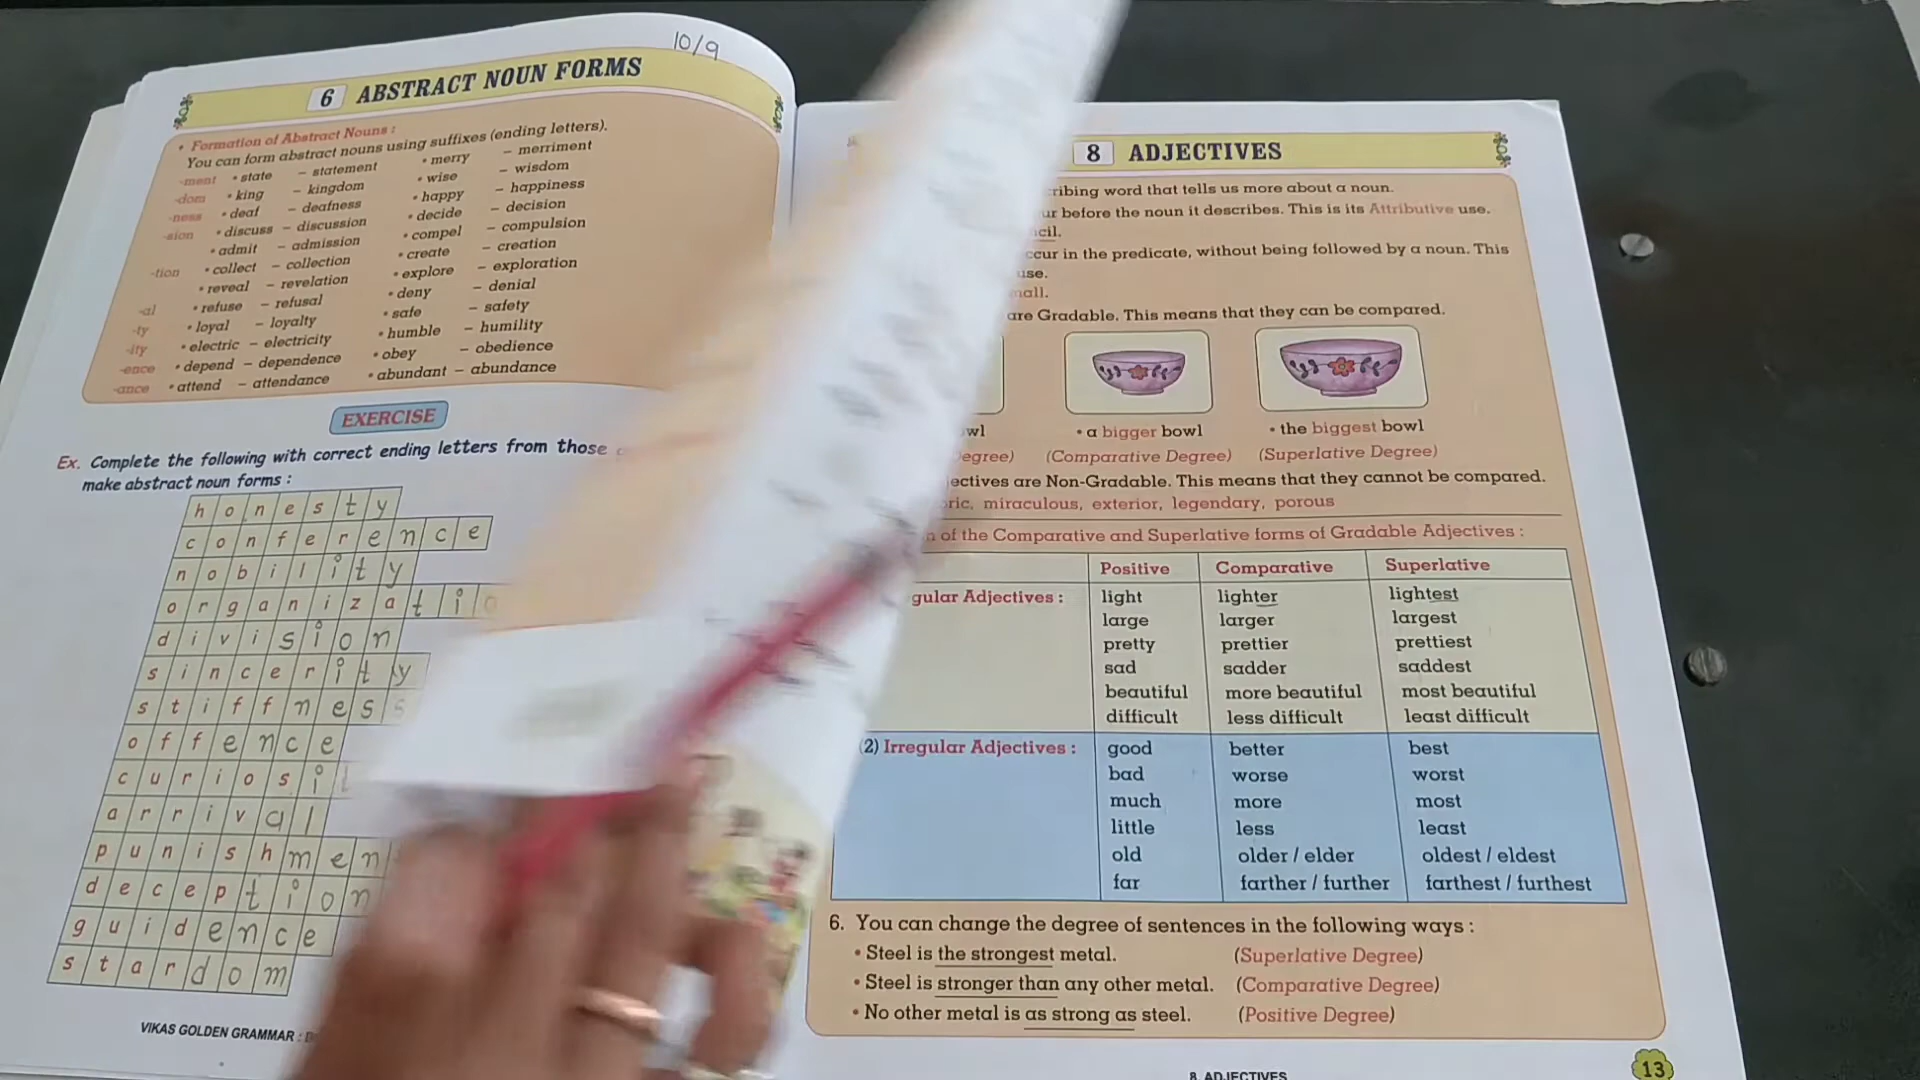 10/9
6 ABSTRACT NOUN FORMS
• Formation of Abstract Nouns :
You can form abstract nouns using suffixes (ending letters).
-ment • state – statement • merry – merriment
-dom • king – kingdom • wise – wisdom
-ness • deaf – deafness • happy – happiness
-sion • discuss – discussion • decide – decision
• admit – admission • compel – compulsion
-tion • collect – collection • create – creation
• reveal – revelation • explore – exploration
-al • refuse – refusal • deny – denial
-ty • loyal – loyalty • safe – safety
-ity • electric – electricity • humble – humility
-ence • depend – dependence • obey – obedience
-ance • attend – attendance • abundant – abundance
EXERCISE
Ex. Complete the following with correct ending letters from those
make abstract noun forms :
honesty
conference
nobility
organizatio
division
sincerity
stiffness
offence
curiosi
arrival
punishmen
deception
guidence
stardom
VIKAS GOLDEN GRAMMAR :
8 ADJECTIVES
ribing word that tells us more about a noun.
ur before the noun it describes. This is its Attributive use.
cil.
ccur in the predicate, without being followed by a noun. This
use.
mall.
are Gradable. This means that they can be compared.
wl • a bigger bowl • the biggest bowl
egree) (Comparative Degree) (Superlative Degree)
ectives are Non-Gradable. This means that they cannot be compared.
ric, miraculous, exterior, legendary, porous
of the Comparative and Superlative forms of Gradable Adjectives :
Positive Comparative Superlative
gular Adjectives : light lighter lightest
large larger largest
pretty prettier prettiest
sad sadder saddest
beautiful more beautiful most beautiful
difficult less difficult least difficult
(2) Irregular Adjectives : good better best
bad worse worst
much more most
little less least
old older / elder oldest / eldest
far farther / further farthest / furthest
6. You can change the degree of sentences in the following ways :
• Steel is the strongest metal. (Superlative Degree)
• Steel is stronger than any other metal. (Comparative Degree)
• No other metal is as strong as steel. (Positive Degree)
8. ADJECTIVES
13